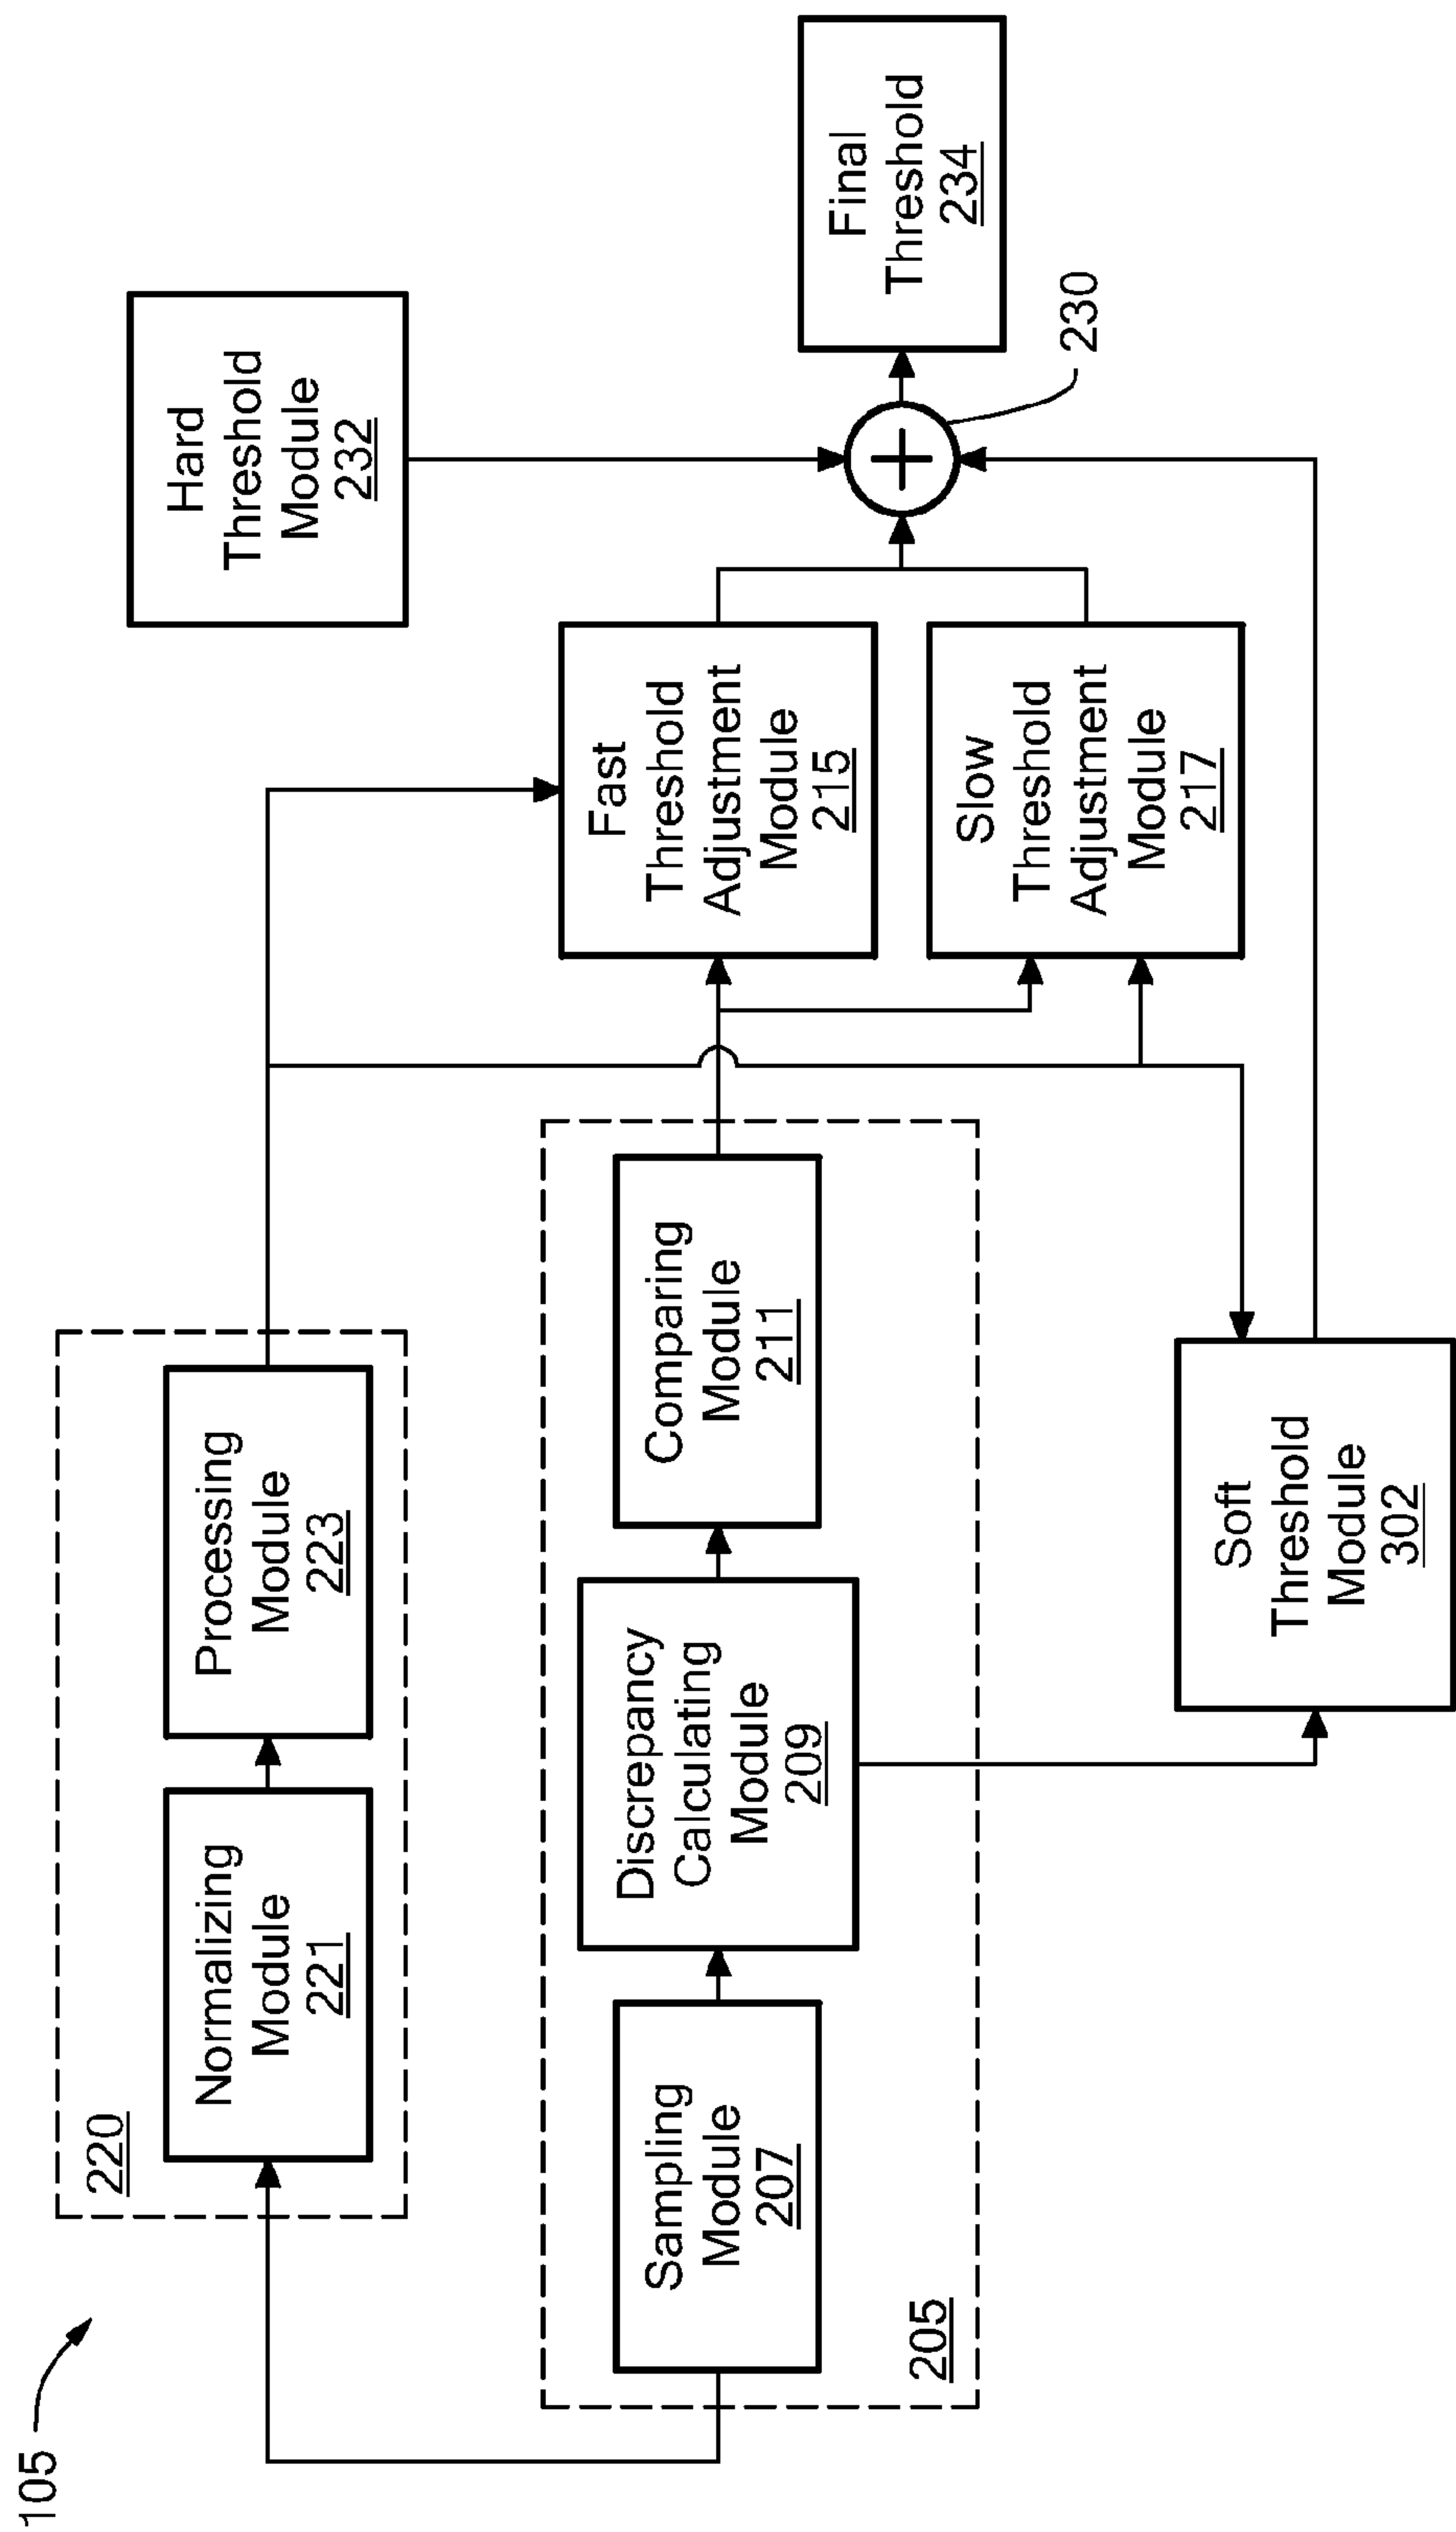 105
220
Normalizing
Module
221
Processing
Module
223
Hard
Threshold
Module
232
205
Sampling
Module
207
Discrepancy
Calculating
Module
209
Comparing
Module
211
Fast
Threshold
Adjustment
Module
215
Slow
Threshold
Adjustment
Module
217
230
Final
Threshold
234
Soft
Threshold
Module
302